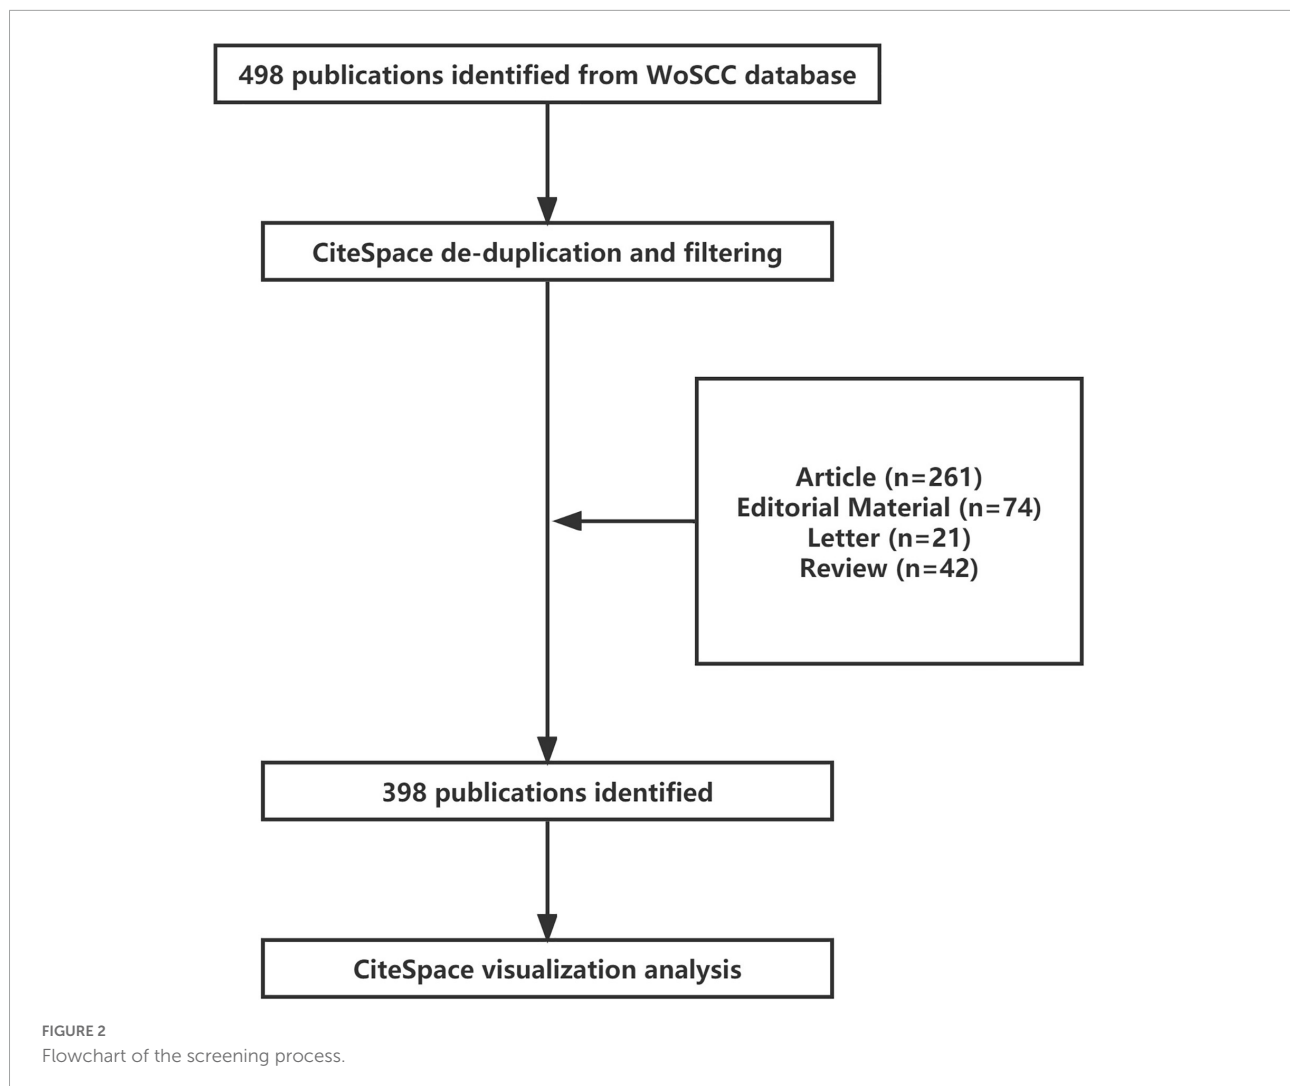 498 publications identified from WoSCC database
CiteSpace de-duplication and filtering
Article (n=261)
Editorial Material (n=74)
Letter (n=21)
Review (n=42)
398 publications identified
CiteSpace visualization analysis
FIGURE 2
Flowchart of the screening process.